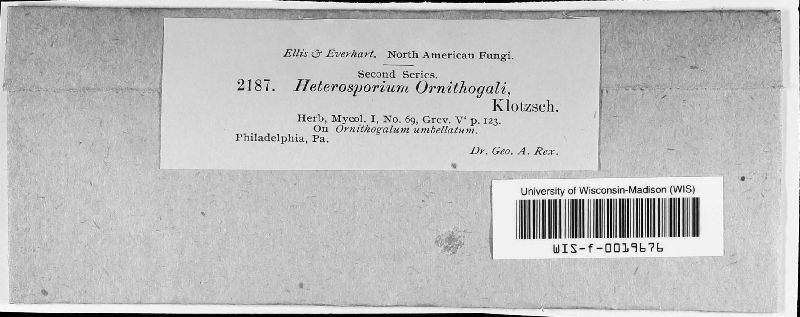 Ellis & Everhart. North American Fungi.
Second Series.
2187. Heterosporium Ornithogali,
Klotzsch.
Herb, Mycol. I, No. 69, Grev. V' p. 123.
On Ornithogalum umbellatum.
Philadelphia, Pa.
Dr. Geo. A. Rex.
University of Wisconsin-Madison (WIS)
WIS-f-0019676